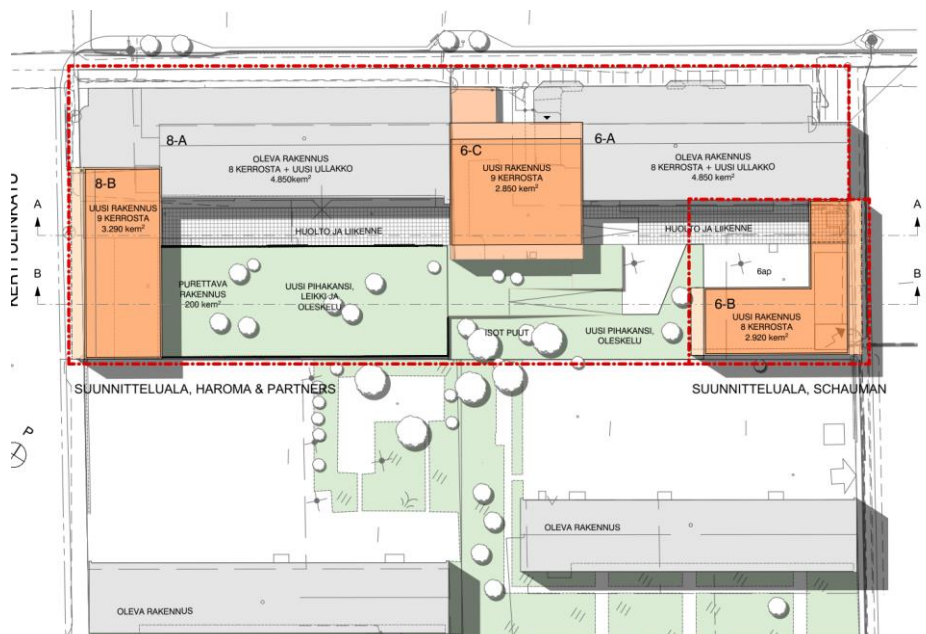 8-A
OLEVA RAKENNUS
8 KERROSTA + UUSI ULLAKKO
4.850kem²
6-C
UUSI RAKENNUS
9 KERROSTA
2.850 kem²
6-A
OLEVA RAKENNUS
8 KERROSTA + UUSI ULLAKKO
4.850 kem²
8-B
UUSI RAKENNUS
9 KERROSTA
3.290 kem²
KERTTULINKATU
A
A
HUOLTO JA LIIKENNE
HUOLTO JA LIIKENNE
B
B
PURETTAVA
RAKENNUS
200 kem²
UUSI PIHAKANSI,
LEIKKI JA
OLESKELU
6ap
6-B
UUSI RAKENNUS
8 KERROSTA
2.920 kem²
ISOT PUUT
UUSI PIHAKANSI,
OLESKELU
SUUNNITTELUALA, HAROMA & PARTNERS
SUUNNITTELUALA, SCHAUMAN
P
OLEVA RAKENNUS
OLEVA RAKENNUS